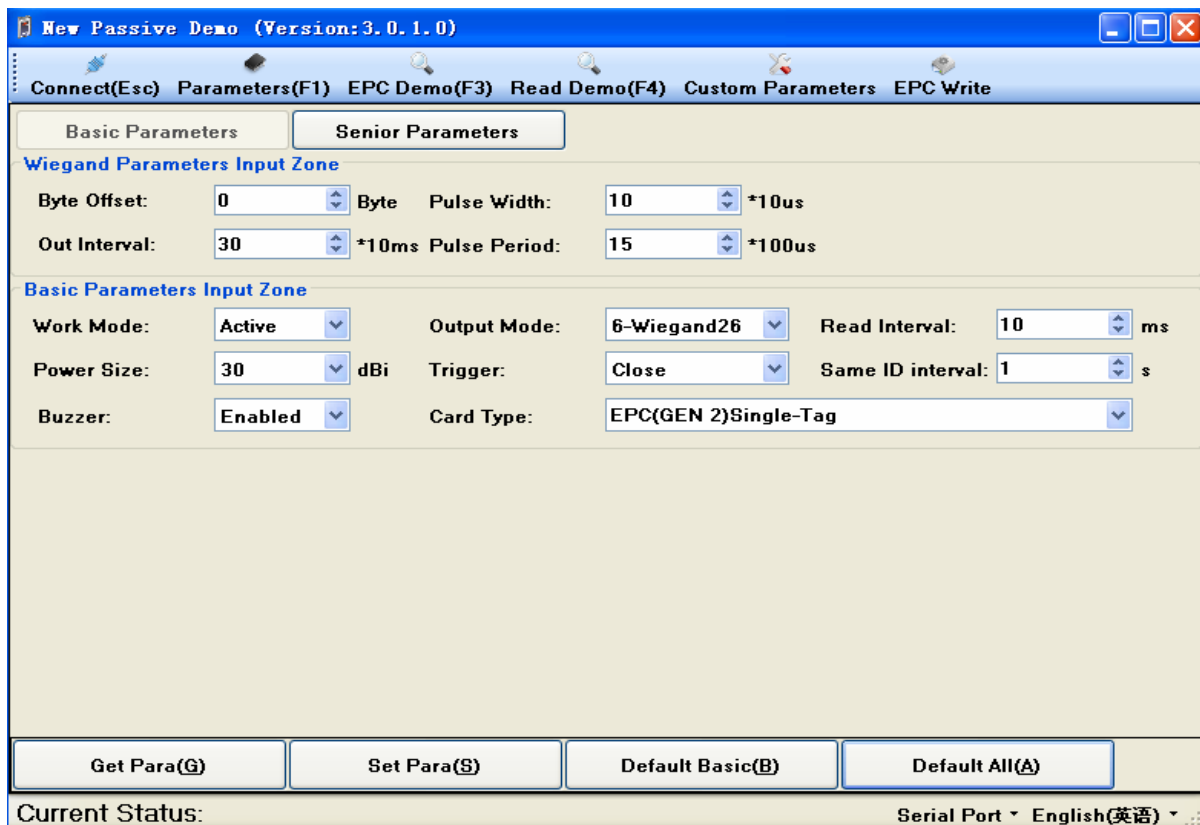 New Passive Demo (Version:3.0.1.0)
Connect(Esc) Parameters(F1) EPC Demo(F3) Read Demo(F4) Custom Parameters EPC Write
Basic Parameters Senior Parameters
Wiegand Parameters Input Zone
Byte Offset: 0 Byte Pulse Width: 10 *10us
Out Interval: 30 *10ms Pulse Period: 15 *100us
Basic Parameters Input Zone
Work Mode: Active Output Mode: 6-Wiegand26 Read Interval: 10 ms
Power Size: 30 dBi Trigger: Close Same ID interval: 1 s
Buzzer: Enabled Card Type: EPC(GEN 2)Single-Tag
Get Para(G) Set Para(S) Default Basic(B) Default All(A)
Current Status: Serial Port English(英语)